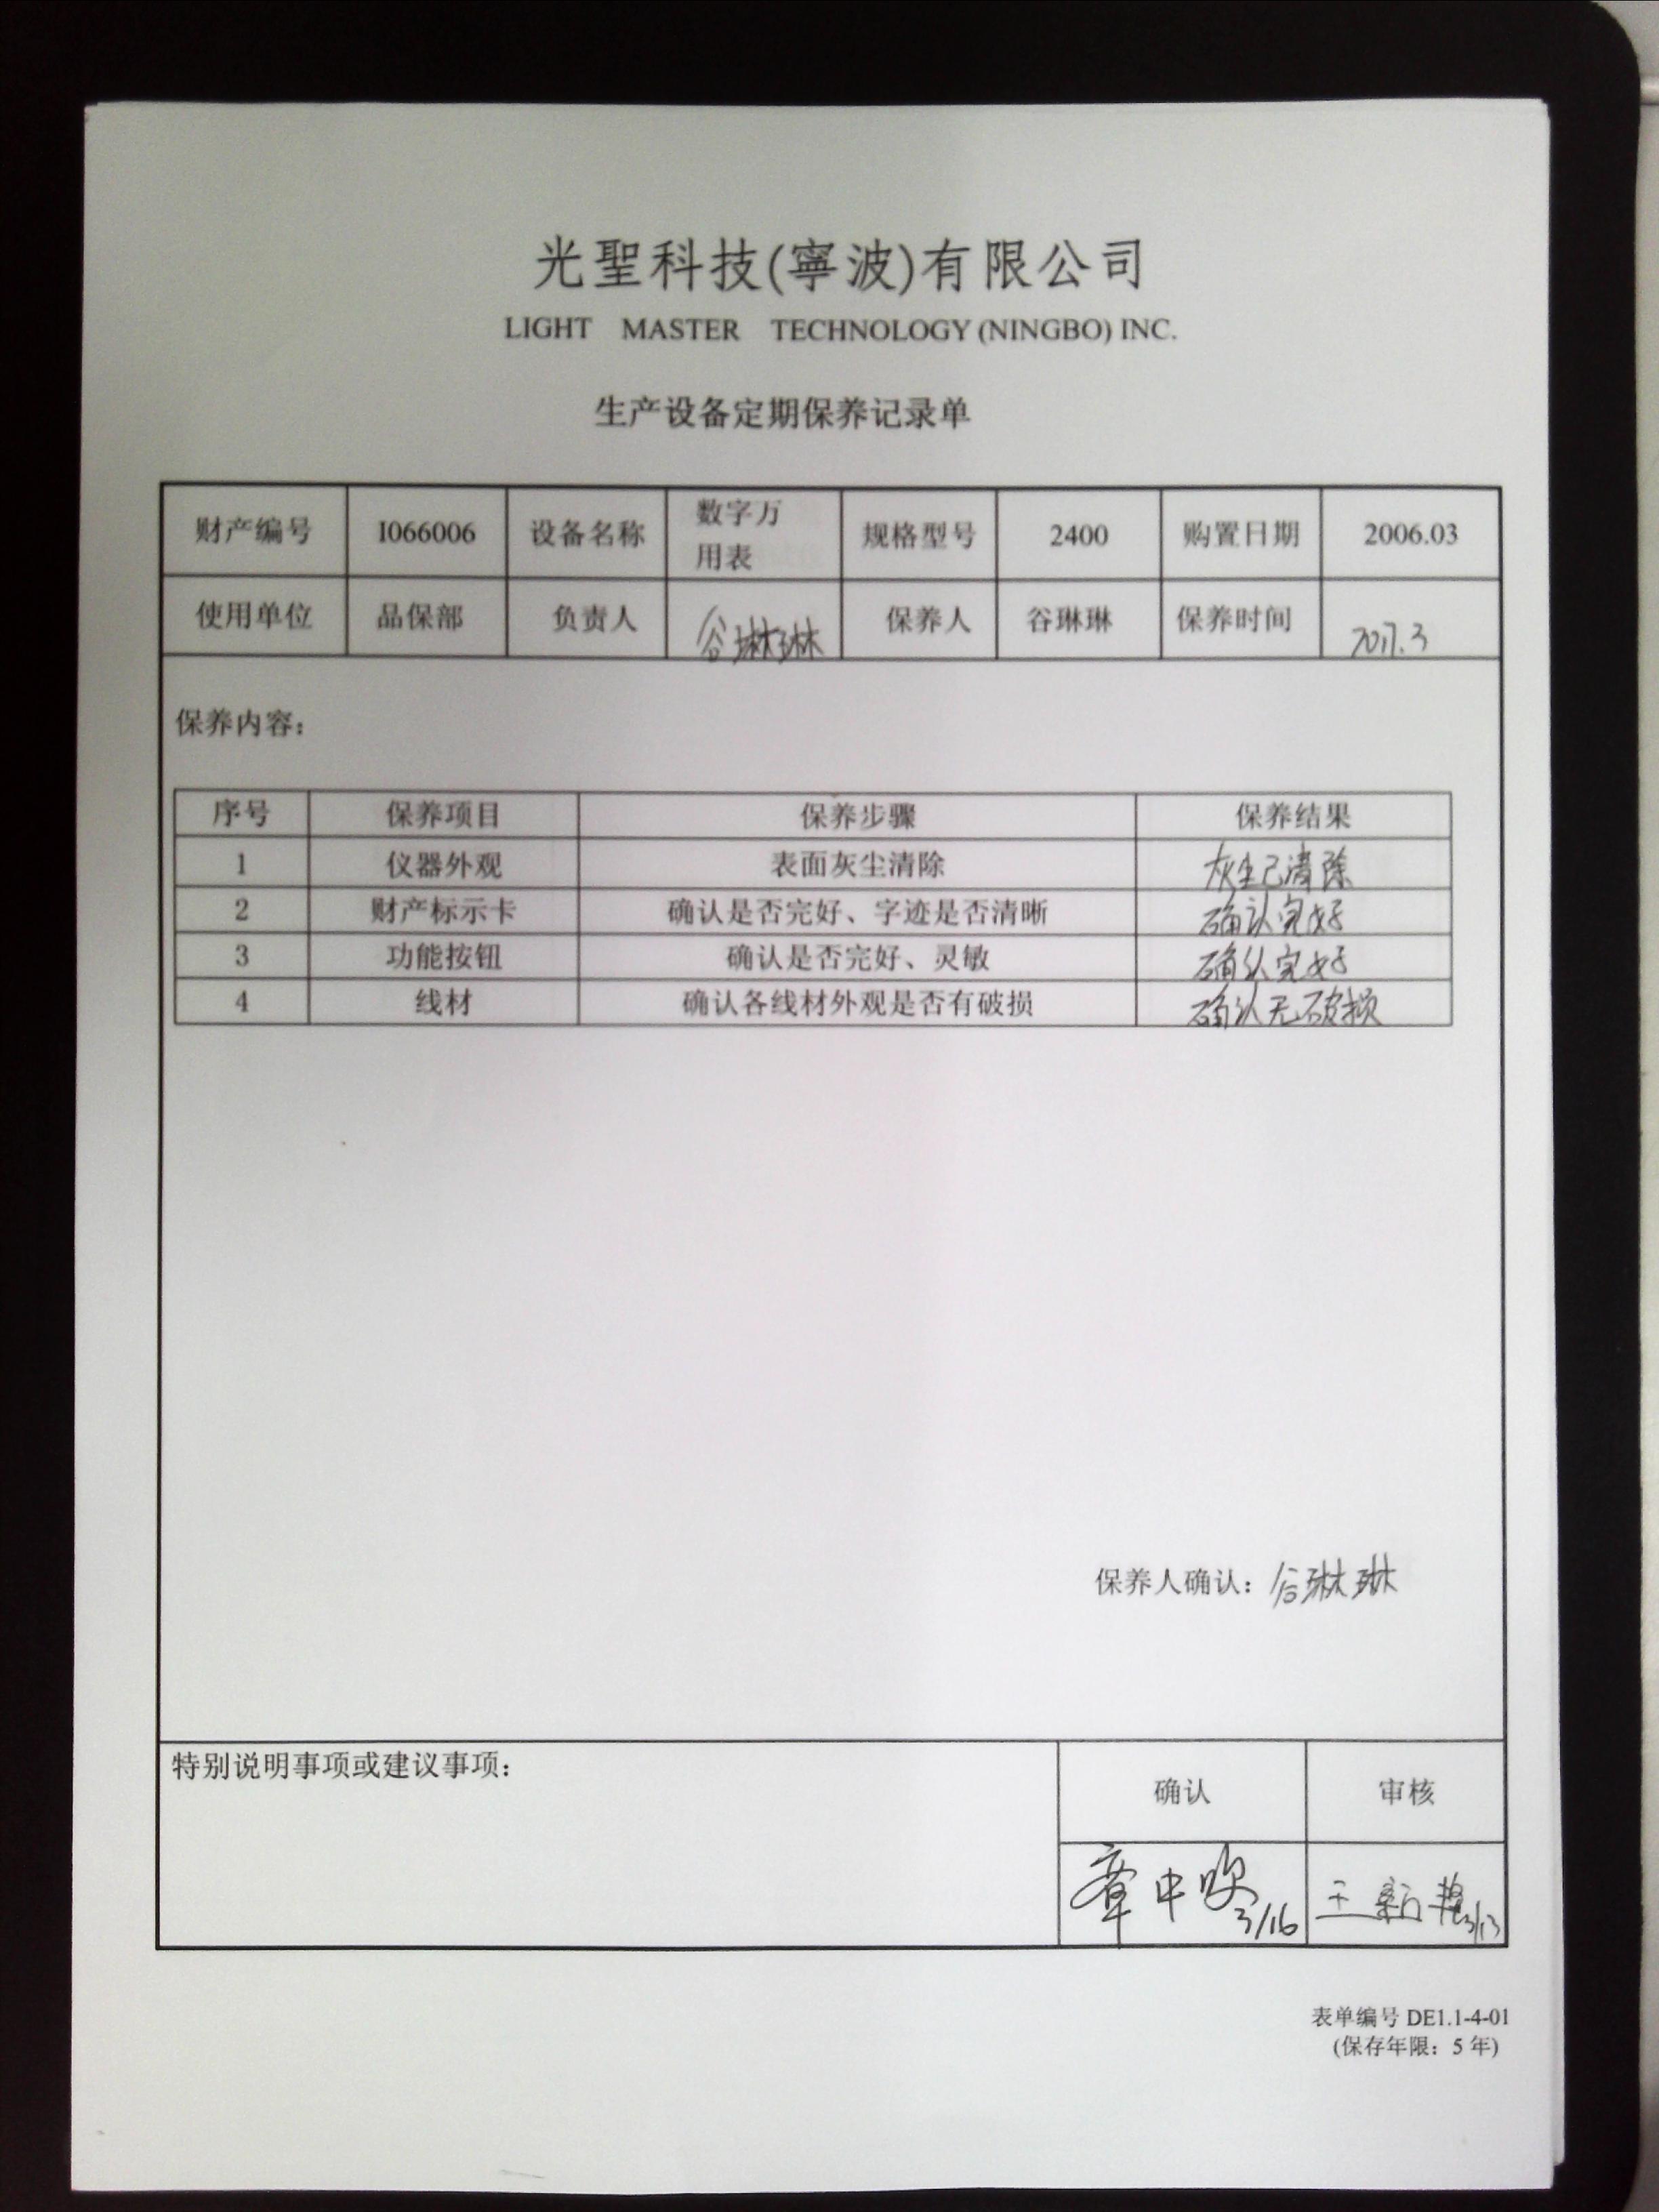 光聖科技(寧波)有限公司
LIGHT MASTER TECHNOLOGY (NINGBO) INC.
生产设备定期保养记录单
财产编号 I066006 设备名称 数字万用表 规格型号 2400 购置日期 2006.03
使用单位 品保部 负责人 谷琳琳 保养人 谷琳琳 保养时间 2017.3
保养内容：
序号 保养项目 保养步骤 保养结果
1 仪器外观 表面灰尘清除 灰尘已清除
2 财产标示卡 确认是否完好、字迹是否清晰 确认完好
3 功能按钮 确认是否完好、灵敏 确认完好
4 线材 确认各线材外观是否有破损 确认无破损
保养人确认：谷琳琳
特别说明事项或建议事项：
确认 审核
章中 3/16 王新艳 3/13
表单编号 DE1.1-4-01
(保存年限：5 年)